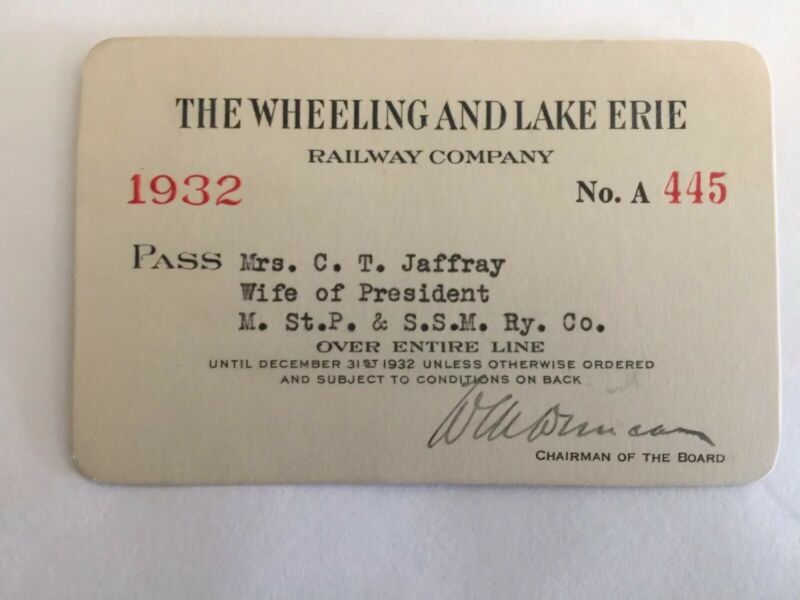 THE WHEELING AND LAKE ERIE
RAILWAY COMPANY
1932 No. A 445
PASS Mrs. C. T. Jaffray
Wife of President
M. St.P. & S.S.M. Ry. Co.
OVER ENTIRE LINE
UNTIL DECEMBER 31ST 1932 UNLESS OTHERWISE ORDERED
AND SUBJECT TO CONDITIONS ON BACK
CHAIRMAN OF THE BOARD